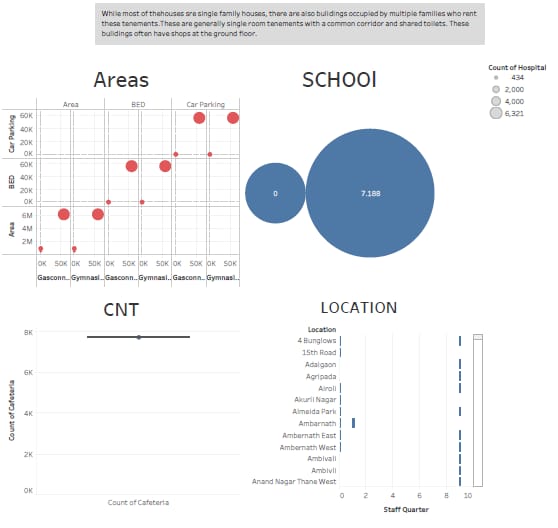 While most of thehouses sre single family houses, there are also bulidings occupied by multiple families who rent
these tenements.These are generally single room tenements with a common corridor and shared toilets. These
buildings often have shops at the ground floor.
Count of Hospital
434
2,000
4,000
6,321
Areas
Area BED Car Parking
Car Parking
60K
40K
20K
0K
BED
60K
40K
20K
0K
Area
6M
4M
2M
0K 50K 0K 50K 0K 50K 0K 50K 0K 50K 0K 50K
Gasconn.. Gymnasi.. Gasconn.. Gymnasi.. Gasconn.. Gymnasi..
SCHOOl
0
7.188
CNT
Count of Cafeteria
8K
6K
4K
2K
0K
Count of Cafeteria
LOCATION
Location
4 Bunglows
15th Road
Adaigaon
Agripada
Airoli
Akurli Nagar
Almeida Park
Ambarnath
Ambernath East
Ambernath West
Ambivali
Ambivli
Anand Nagar Thane West
0 2 4 6 8 10
Staff Quarter